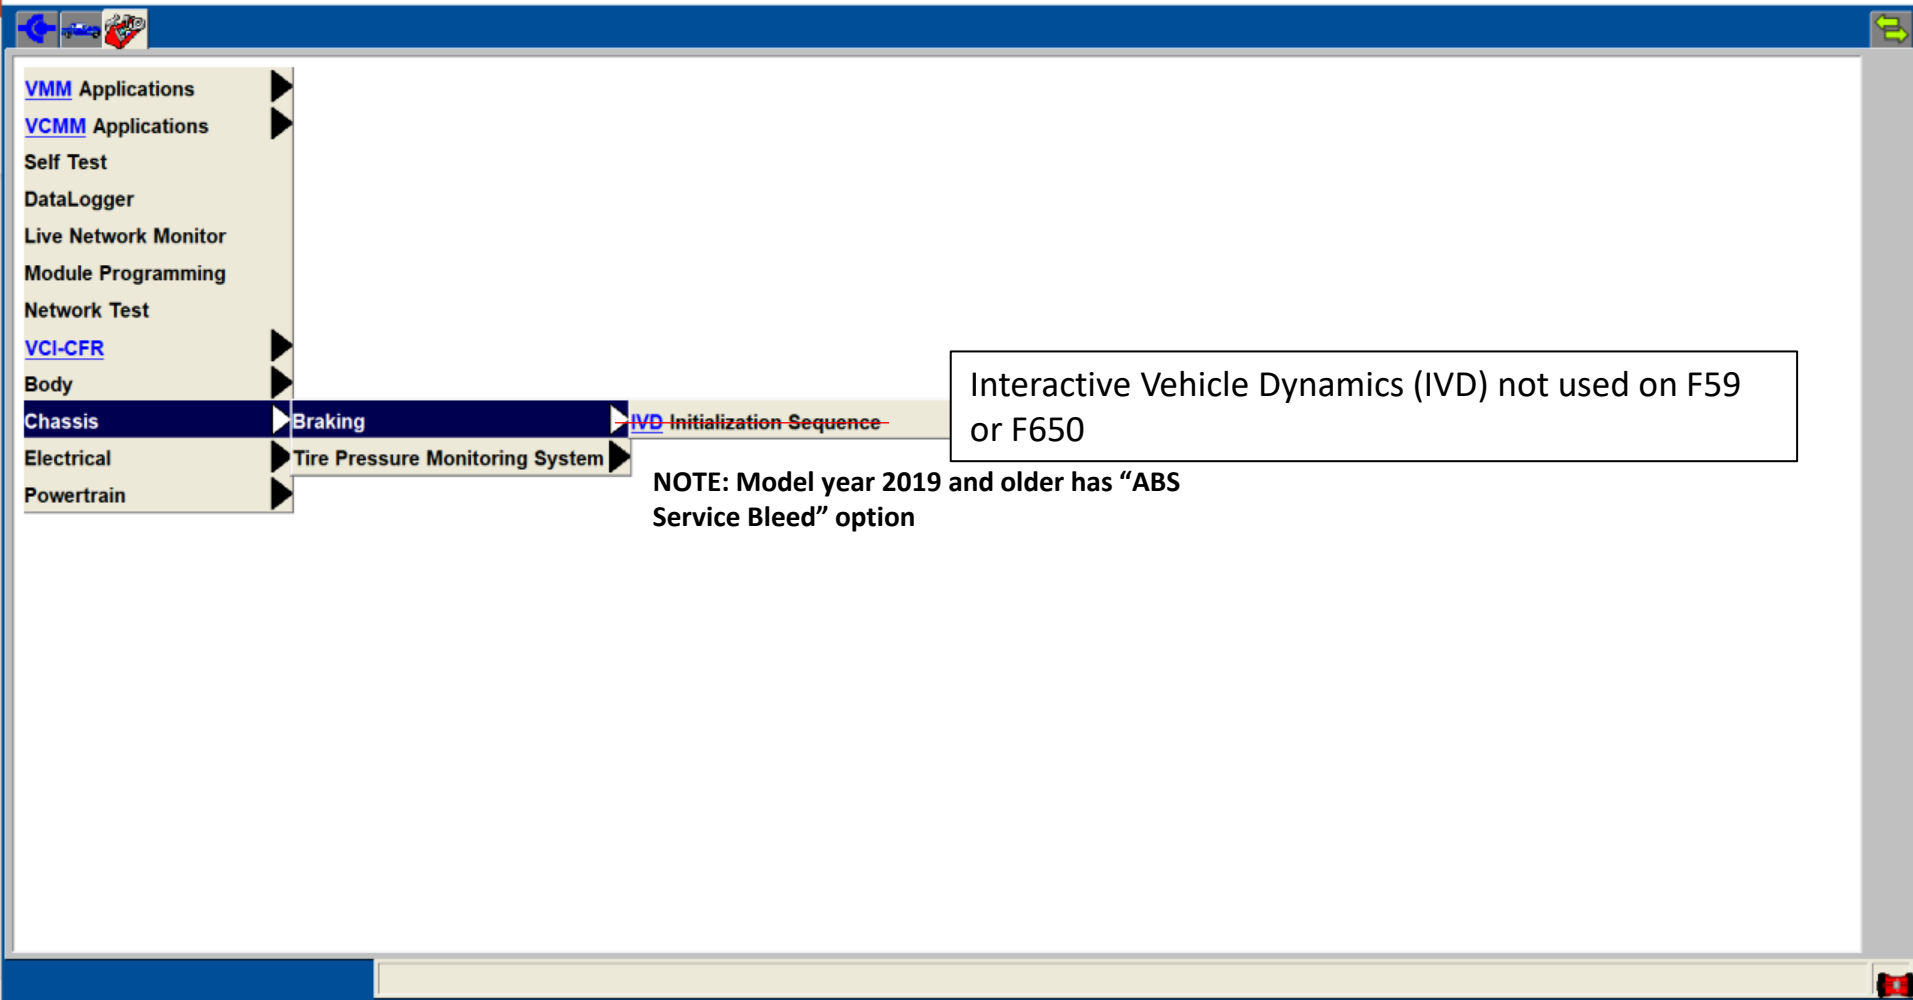 VMM Applications
VCMM Applications
Self Test
DataLogger
Live Network Monitor
Module Programming
Network Test
VCI-CFR
Body
Chassis
Electrical
Powertrain
Braking
Tire Pressure Monitoring System
IVD Initialization Sequence
Interactive Vehicle Dynamics (IVD) not used on F59
or F650
NOTE: Model year 2019 and older has “ABS
Service Bleed” option